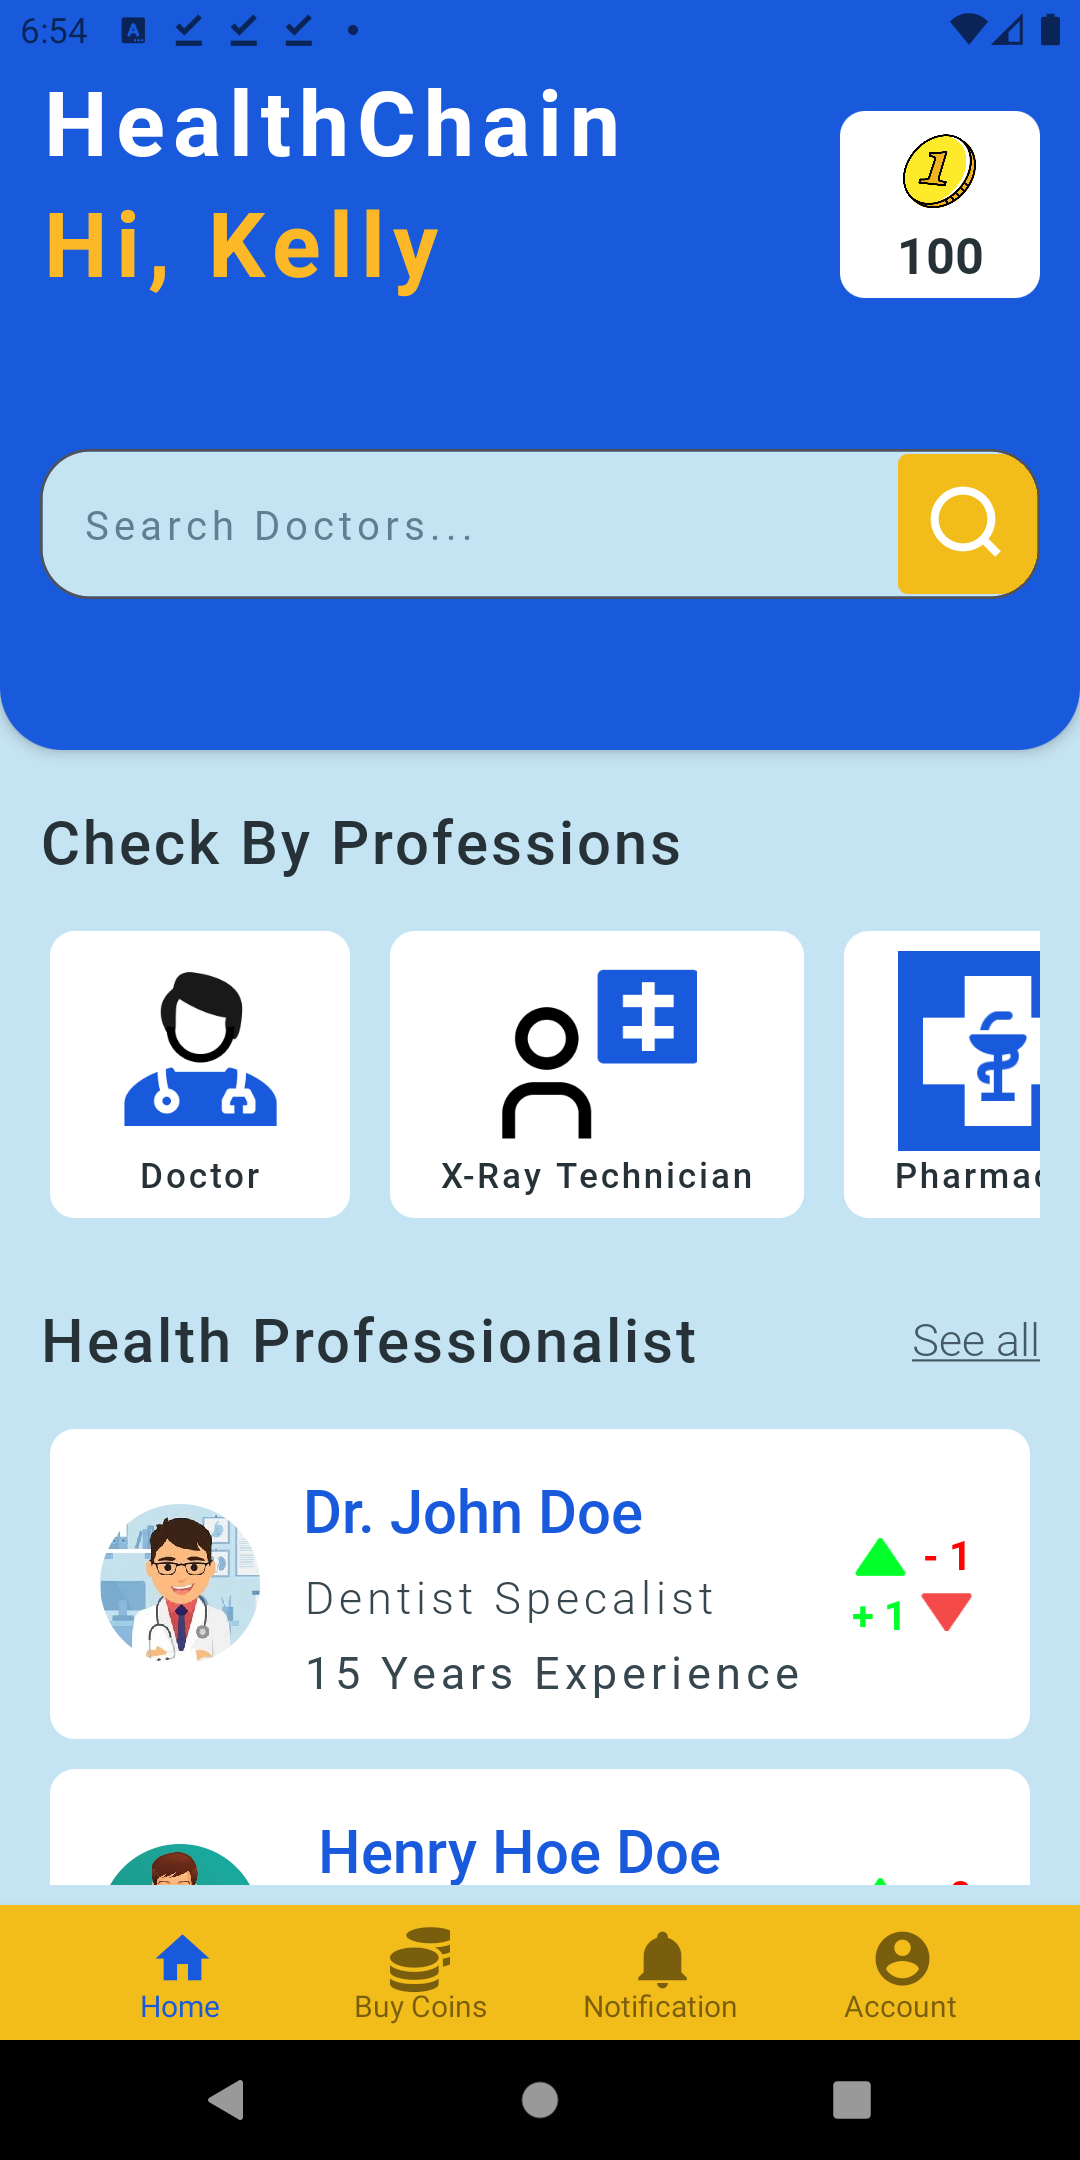 6:54
HealthChain
Hi, Kelly
1
100
Search Doctors...
Check By Professions
Doctor
X-Ray Technician
Pharmac
Health Professionalist
See all
Dr. John Doe
- 1
Dentist Specalist
+ 1
15 Years Experience
Henry Hoe Doe
Home
Buy Coins
Notification
Account